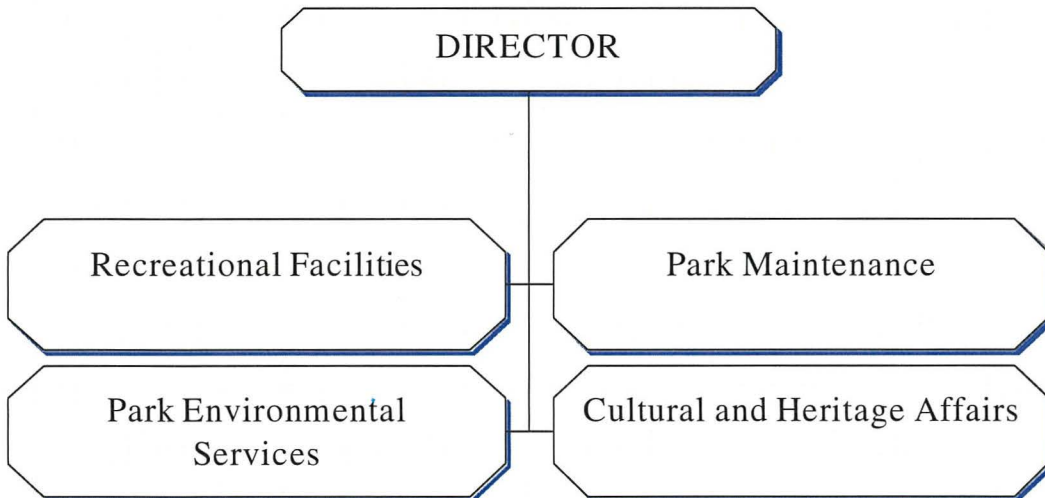 DIRECTOR
Recreational Facilities
Park Maintenance
Park Environmental
Services
Cultural and Heritage Affairs